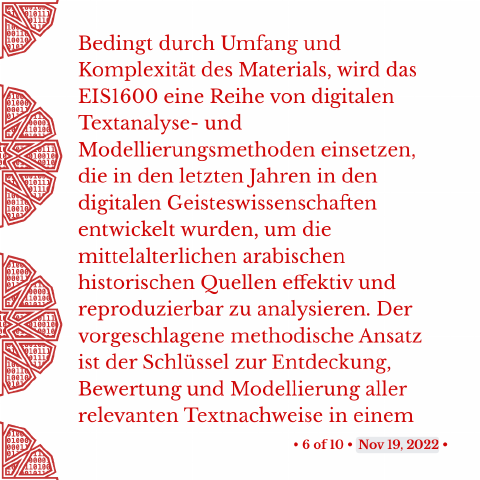 Bedingt durch Umfang und
Komplexität des Materials, wird das
EIS1600 eine Reihe von digitalen
Textanalyse- und
Modellierungsmethoden einsetzen,
die in den letzten Jahren in den
digitalen Geisteswissenschaften
entwickelt wurden, um die
mittelalterlichen arabischen
historischen Quellen effektiv und
reproduzierbar zu analysieren. Der
vorgeschlagene methodische Ansatz
ist der Schlüssel zur Entdeckung,
Bewertung und Modellierung aller
relevanten Textnachweise in einem
• 6 of 10 • Nov 19, 2022 •